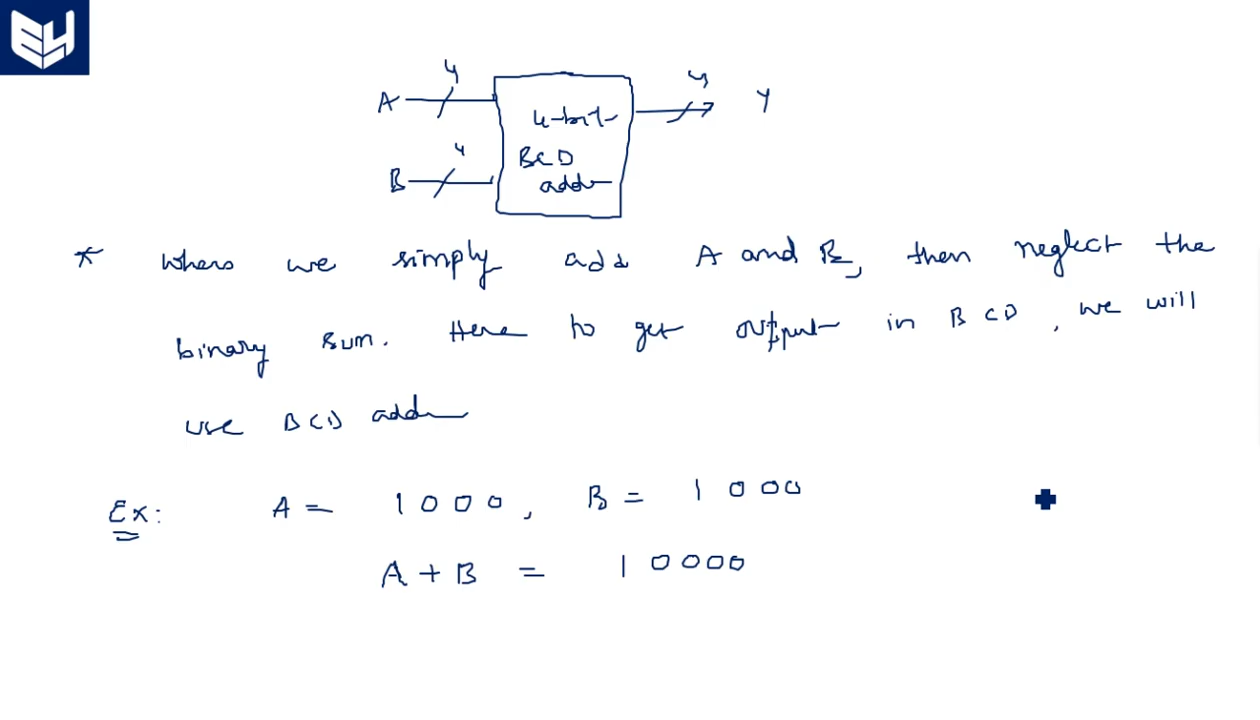 4
4
A
4-bit
Y
4
BCD
B
adder
* where we simply add A and B, then neglect the
binary sum. Here to get output in BCD, we will
use BCD adder
Ex: A = 1000, B = 1000
A + B = 10000